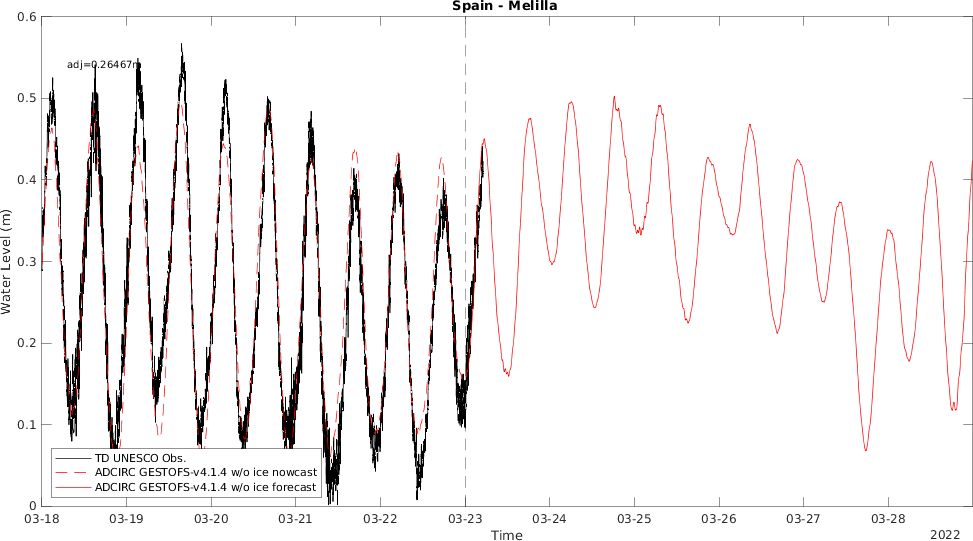 Spain - Melilla
adj=0.26467m
0.6
0.5
0.4
0.3
0.2
0.1
0
Water Level (m)
TD UNESCO Obs.
ADCIRC GESTOFS-v4.1.4 w/o ice nowcast
ADCIRC GESTOFS-v4.1.4 w/o ice forecast
03-18 03-19 03-20 03-21 03-22 03-23 03-24 03-25 03-26 03-27 03-28
Time
2022